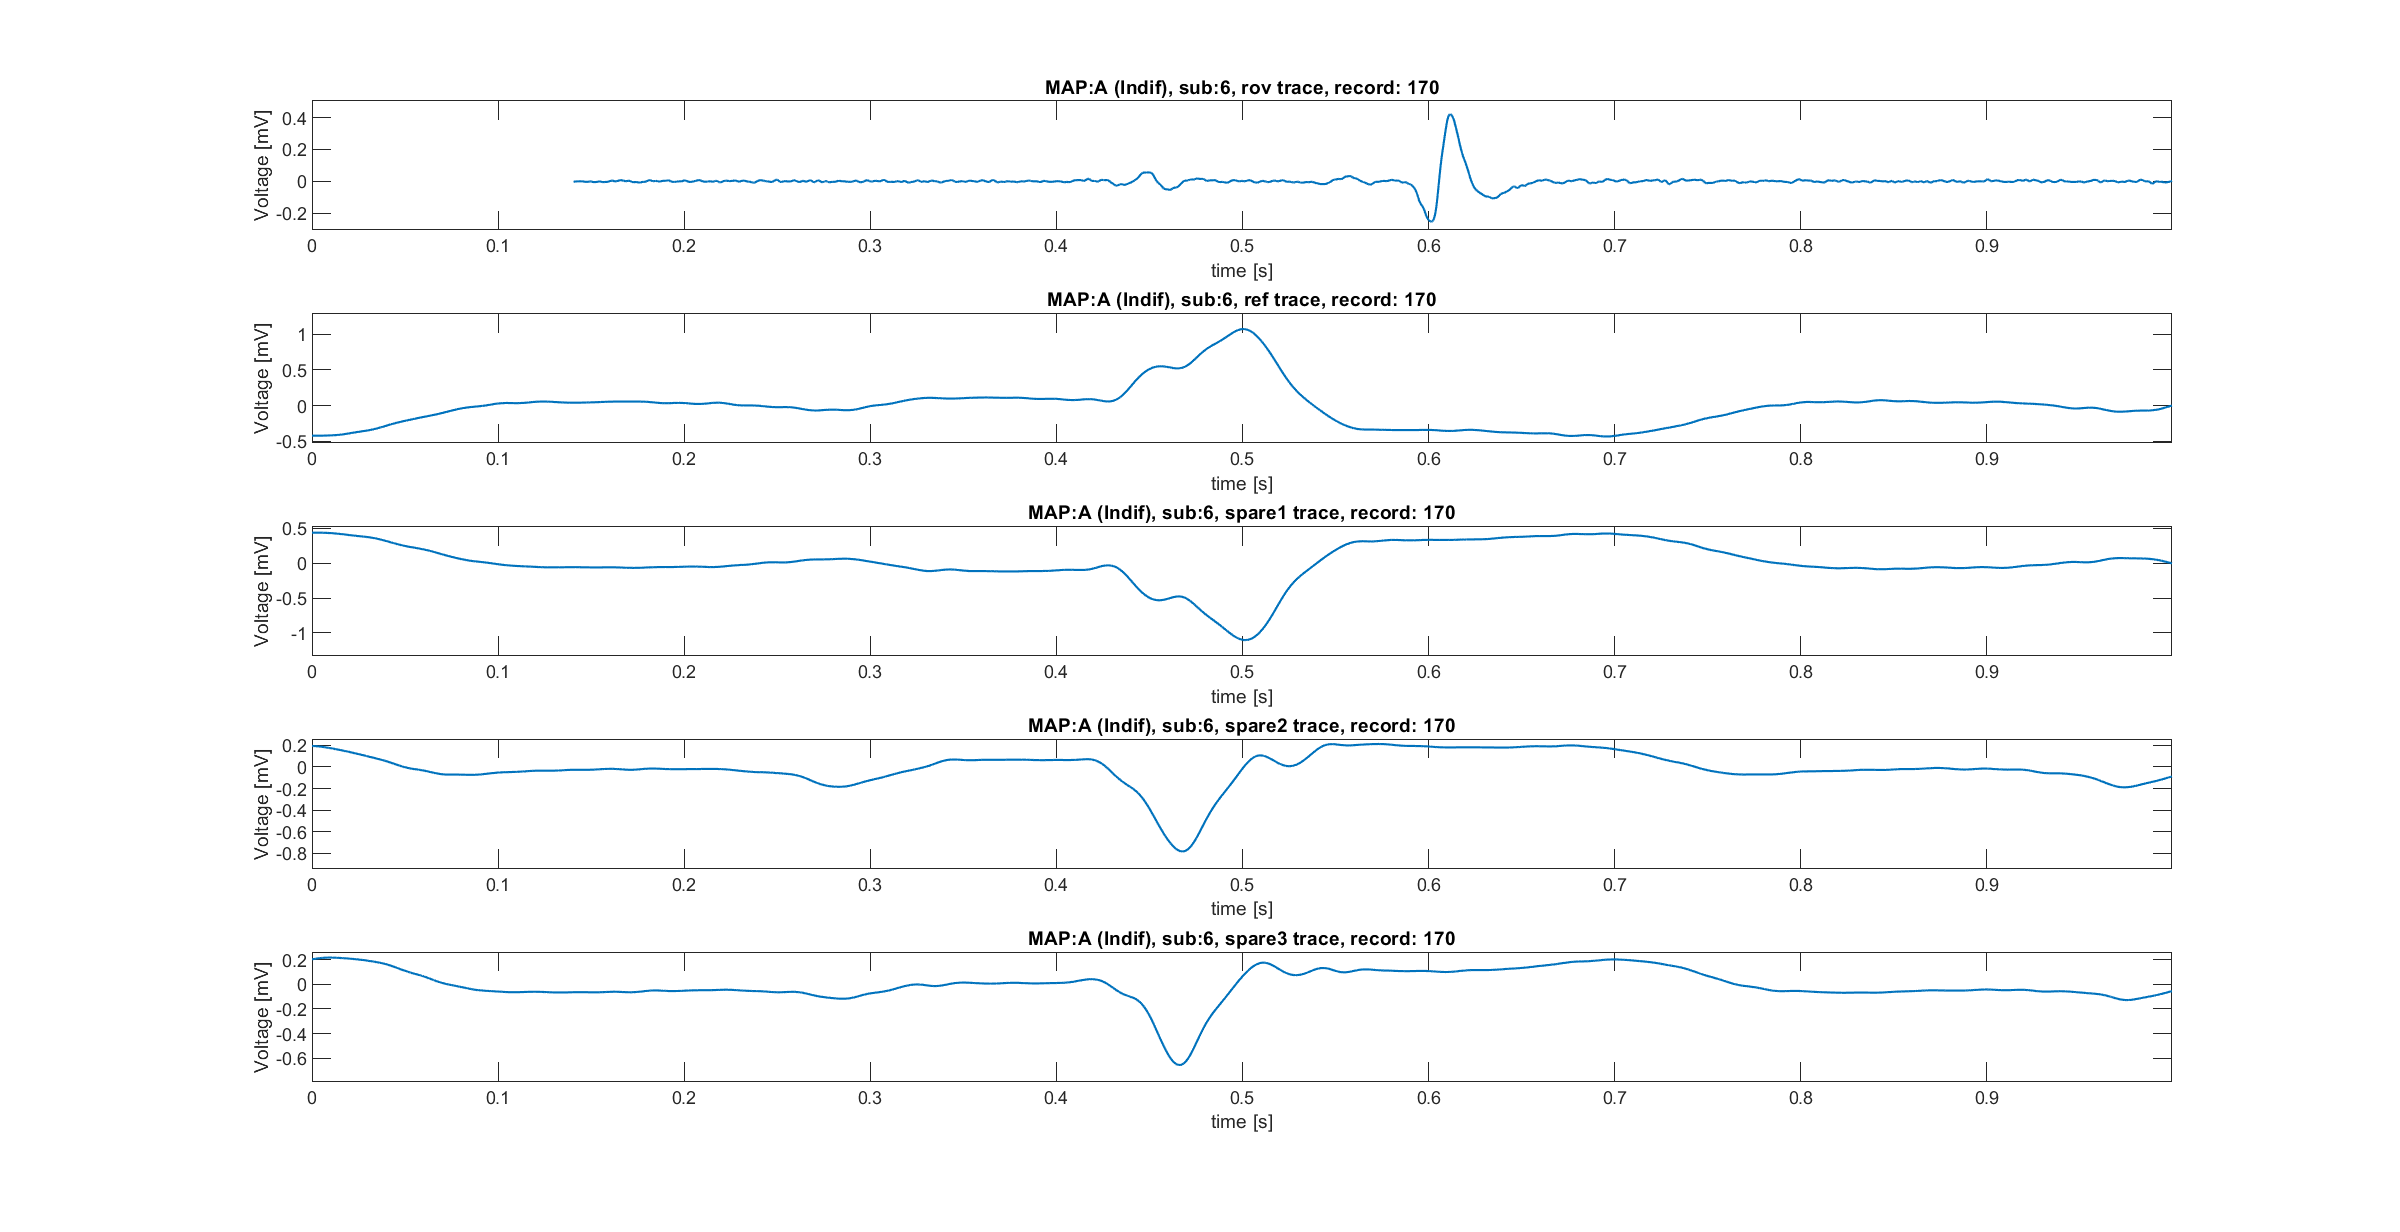 MAP:A (Indif), sub:6, rov trace, record: 170
Voltage [mV]
0.4
0.2
0
-0.2
0 0.1 0.2 0.3 0.4 0.5 0.6 0.7 0.8 0.9
time [s]
MAP:A (Indif), sub:6, ref trace, record: 170
Voltage [mV]
1
0.5
0
-0.5
0 0.1 0.2 0.3 0.4 0.5 0.6 0.7 0.8 0.9
time [s]
MAP:A (Indif), sub:6, spare1 trace, record: 170
Voltage [mV]
0.5
0
-0.5
-1
0 0.1 0.2 0.3 0.4 0.5 0.6 0.7 0.8 0.9
time [s]
MAP:A (Indif), sub:6, spare2 trace, record: 170
Voltage [mV]
0.2
0
-0.2
-0.4
-0.6
-0.8
0 0.1 0.2 0.3 0.4 0.5 0.6 0.7 0.8 0.9
time [s]
MAP:A (Indif), sub:6, spare3 trace, record: 170
Voltage [mV]
0.2
0
-0.2
-0.4
-0.6
0 0.1 0.2 0.3 0.4 0.5 0.6 0.7 0.8 0.9
time [s]